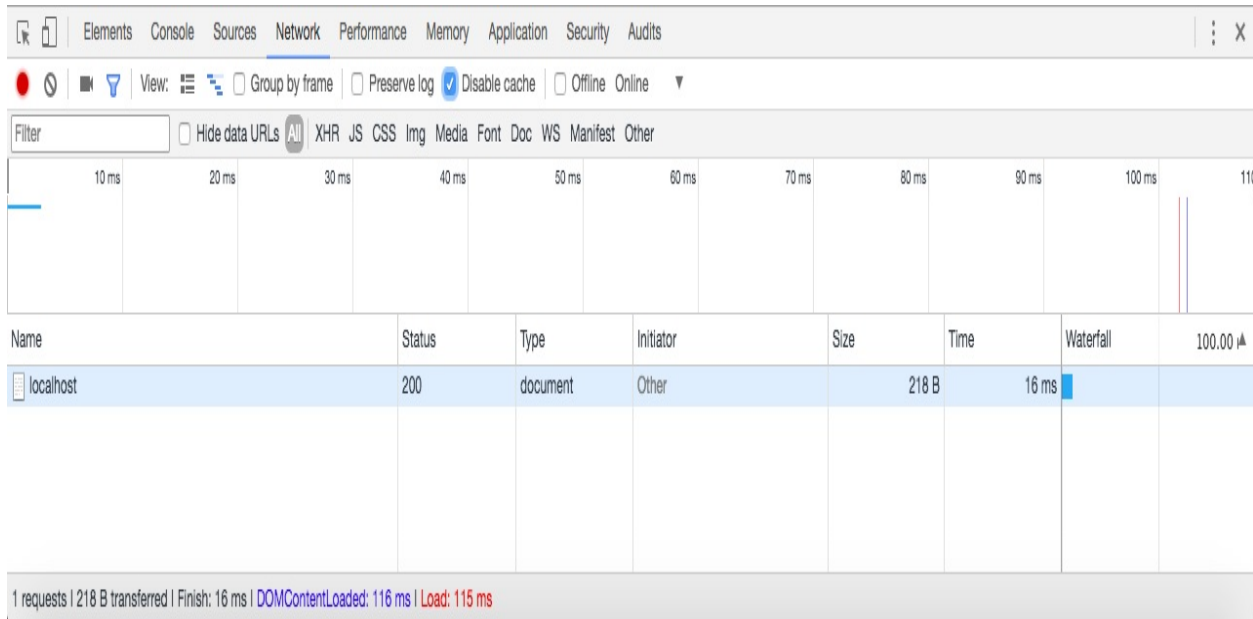 Elements Console Sources Network Performance Memory Application Security Audits
View: Group by frame Preserve log Disable cache Offline Online
Filter Hide data URLs All XHR JS CSS Img Media Font Doc WS Manifest Other
10 ms 20 ms 30 ms 40 ms 50 ms 60 ms 70 ms 80 ms 90 ms 100 ms 110
Name Status Type Initiator Size Time Waterfall 100.00
localhost 200 document Other 218 B 16 ms
1 requests | 218 B transferred | Finish: 16 ms | DOMContentLoaded: 116 ms | Load: 115 ms